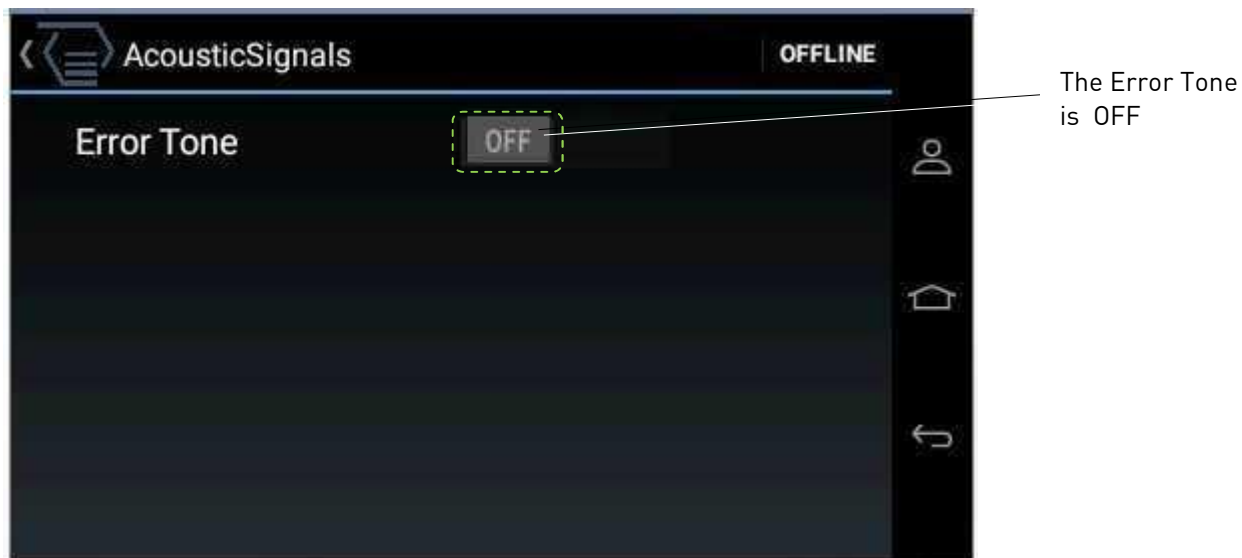 AcousticSignals
OFFLINE
Error Tone
OFF
The Error Tone
is OFF